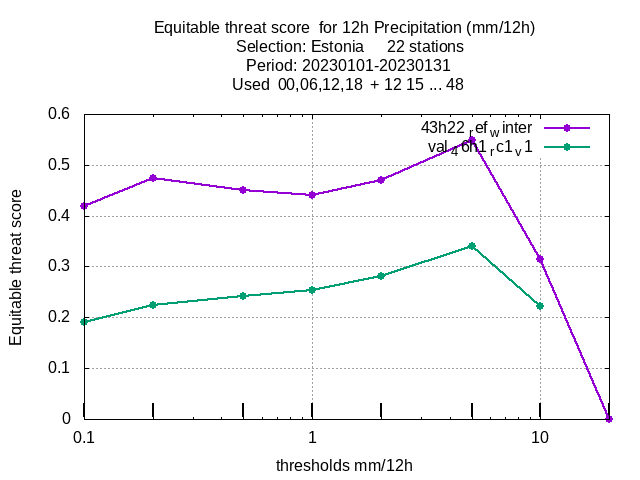 Equitable threat score  for 12h Precipitation (mm/12h)
Selection: Estonia     22 stations
Period: 20230101-20230131
Used  00,06,12,18  + 12 15 ... 48
43h22_ref_winter
val_46h1_rc1_v1
Equitable threat score
0.6
0.5
0.4
0.3
0.2
0.1
0
0.1
1
10
thresholds mm/12h